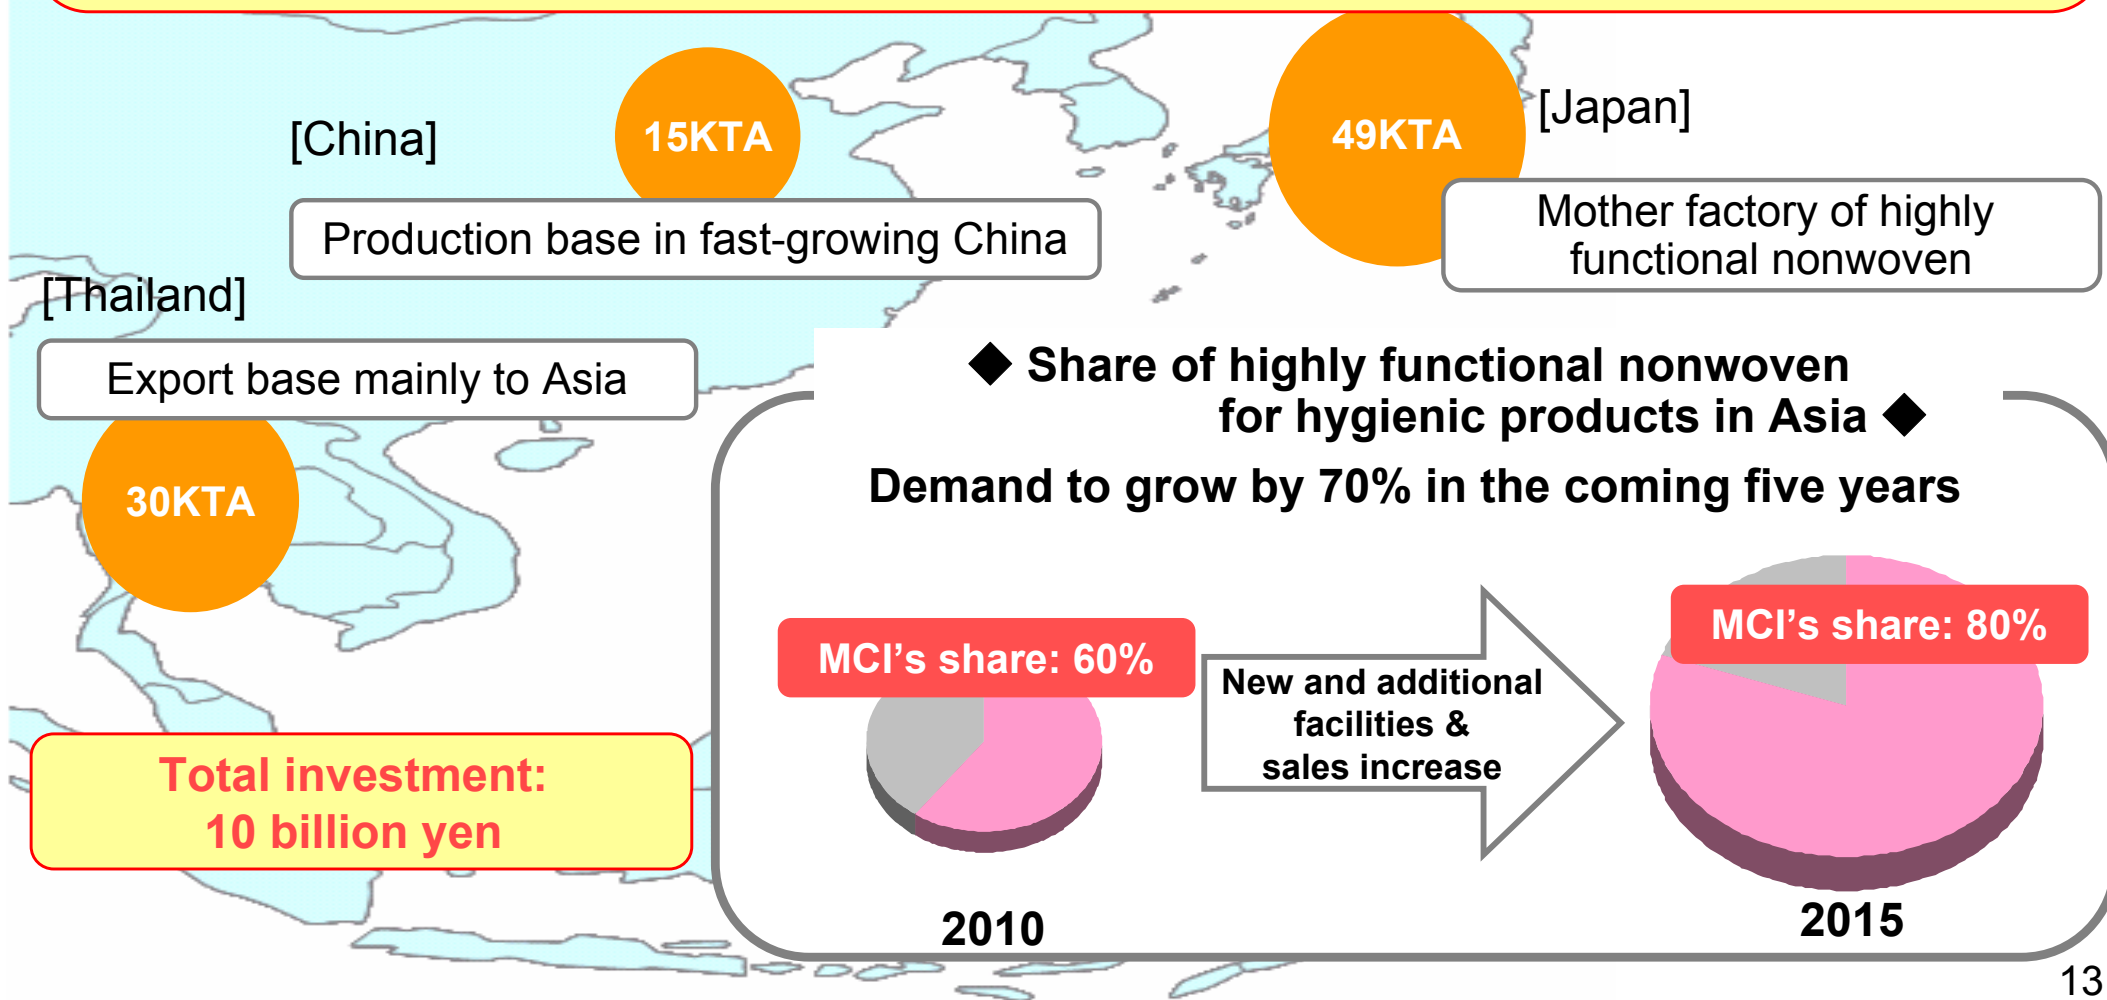 15KTA
[China]
Production base in fast-growing China
49KTA
[Japan]
Mother factory of highly
functional nonwoven
[Thailand]
Export base mainly to Asia
30KTA
◆ Share of highly functional nonwoven
for hygienic products in Asia ◆
Demand to grow by 70% in the coming five years
MCI’s share: 60%
New and additional
facilities &
sales increase
MCI’s share: 80%
2010
2015
Total investment:
10 billion yen
13